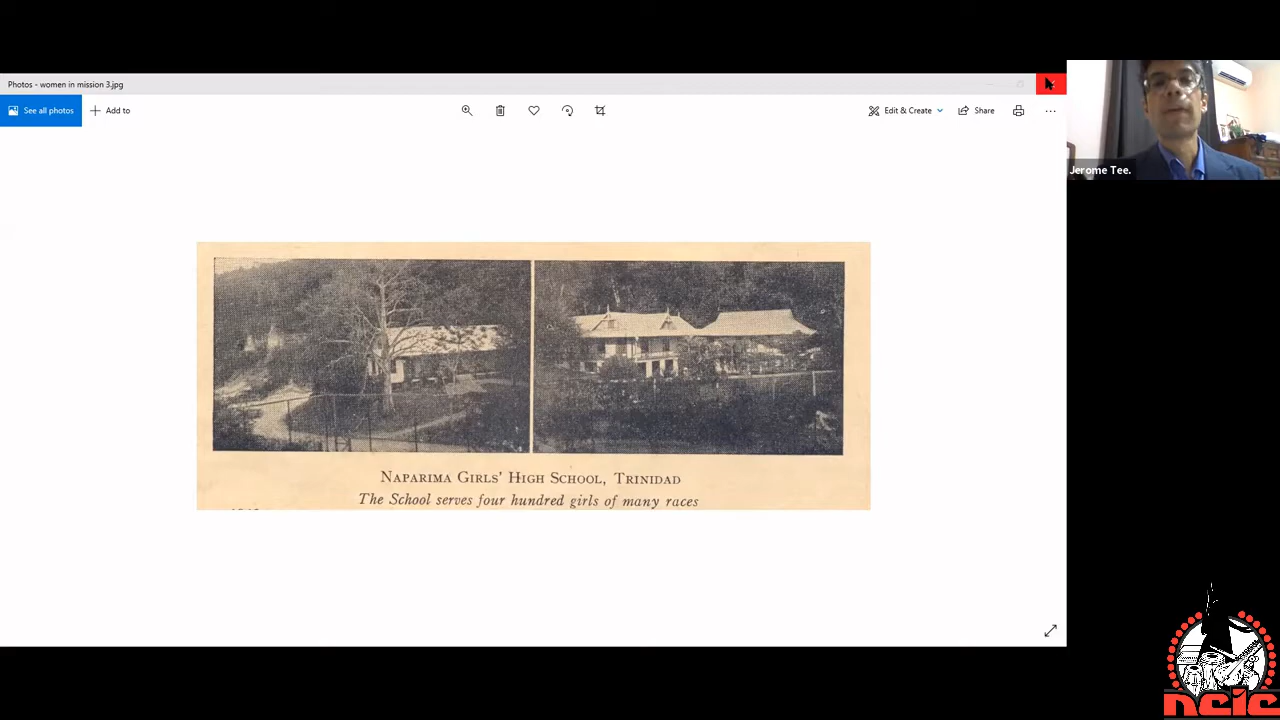 Photos - women in mission 3.jpg
See all photos
Add to
Edit & Create
Share
Jerome Tee.
NAPARIMA GIRLS' HIGH SCHOOL, TRINIDAD
The School serves four hundred girls of many races
ncic